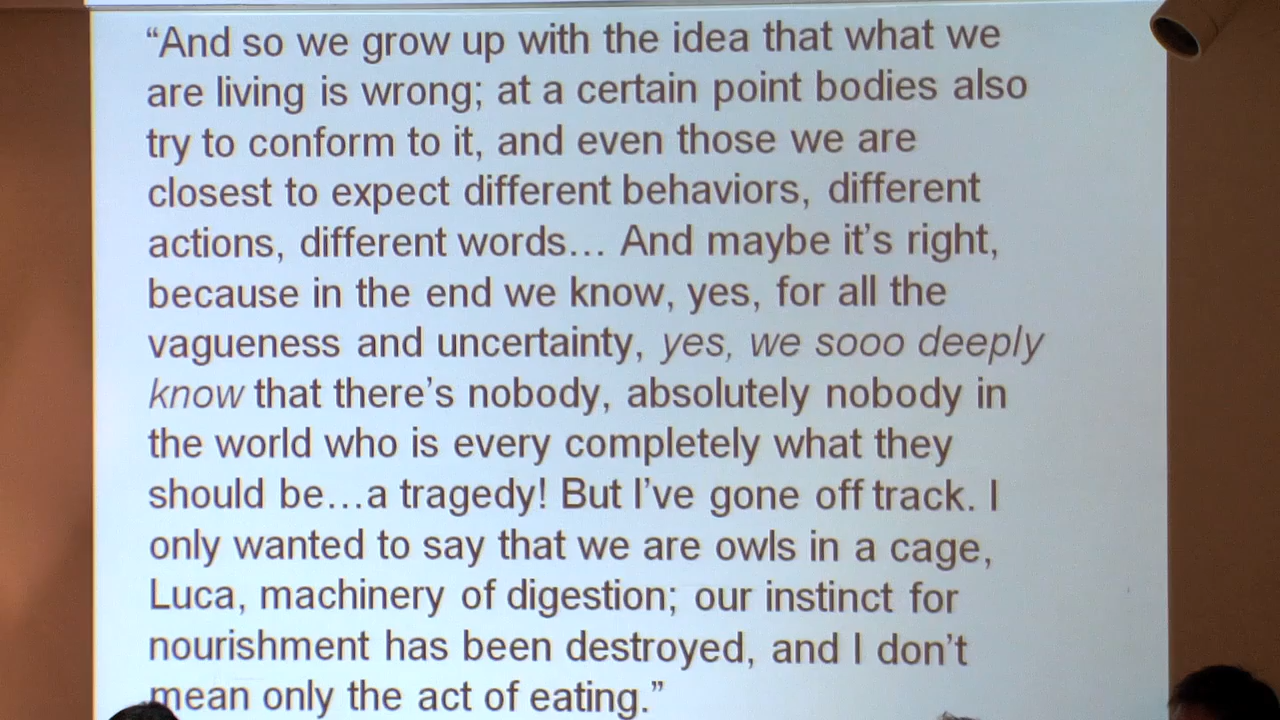 “And so we grow up with the idea that what we
are living is wrong; at a certain point bodies also
try to conform to it, and even those we are
closest to expect different behaviors, different
actions, different words… And maybe it’s right,
because in the end we know, yes, for all the
vagueness and uncertainty, yes, we sooo deeply
know that there’s nobody, absolutely nobody in
the world who is every completely what they
should be…a tragedy! But I’ve gone off track. I
only wanted to say that we are owls in a cage,
Luca, machinery of digestion; our instinct for
nourishment has been destroyed, and I don’t
mean only the act of eating.”